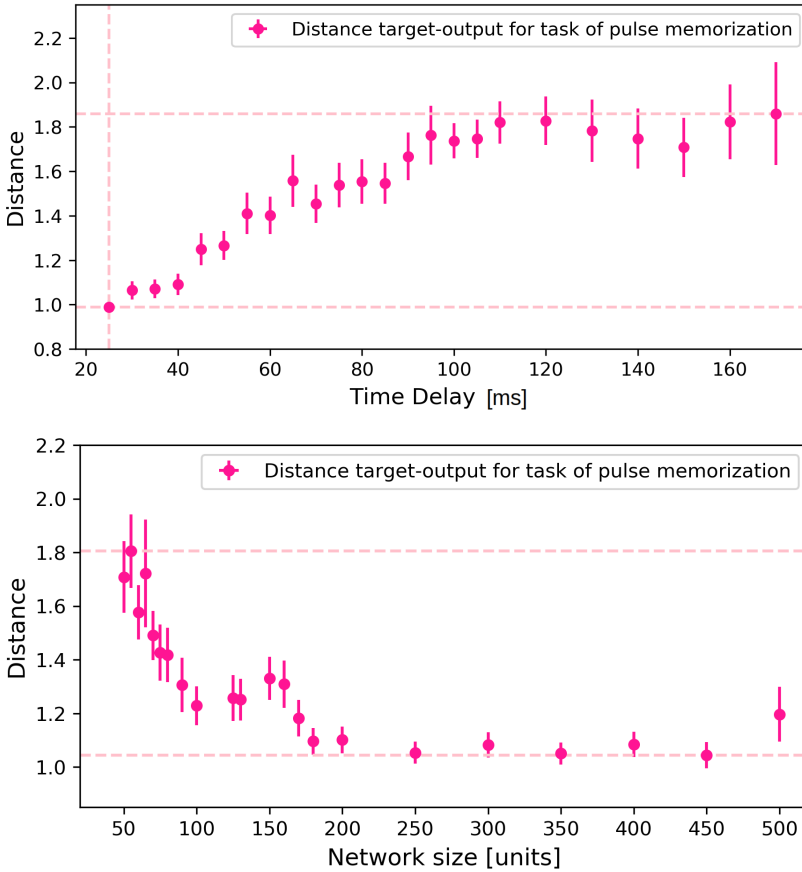 Distance target-output for task of pulse memorization
2.2
2.0
1.8
1.6
1.4
1.2
1.0
0.8
Distance
20 40 60 80 100 120 140 160
Time Delay [ms]
Distance target-output for task of pulse memorization
2.2
2.0
1.8
1.6
1.4
1.2
1.0
Distance
50 100 150 200 250 300 350 400 450 500
Network size [units]